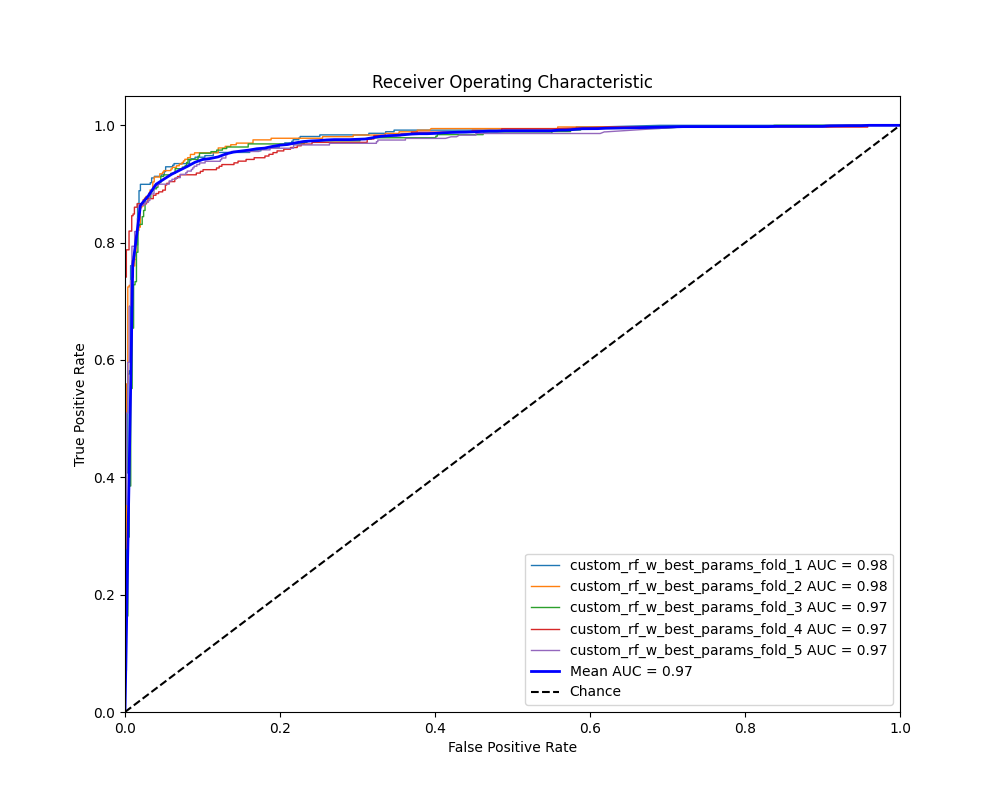 Receiver Operating Characteristic
True Positive Rate
1.0
0.8
0.6
0.4
0.2
0.0
custom_rf_w_best_params_fold_1 AUC = 0.98
custom_rf_w_best_params_fold_2 AUC = 0.98
custom_rf_w_best_params_fold_3 AUC = 0.97
custom_rf_w_best_params_fold_4 AUC = 0.97
custom_rf_w_best_params_fold_5 AUC = 0.97
Mean AUC = 0.97
Chance
0.0 0.2 0.4 0.6 0.8 1.0
False Positive Rate